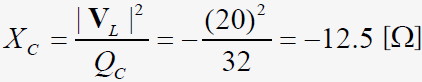 X_C = |V_L|² / Q_C = −(20)² / 32 = −12.5 [Ω]